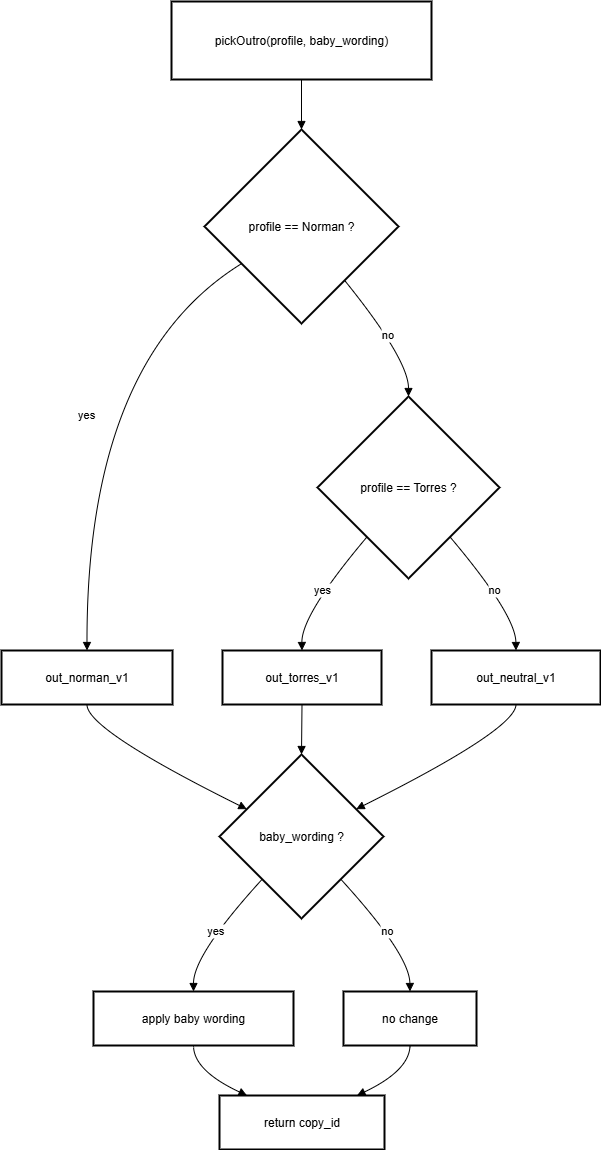 pickOutro(profile, baby_wording)
profile == Norman ?
no
yes
profile == Torres ?
yes
no
out_norman_v1
out_torres_v1
out_neutral_v1
baby_wording ?
yes
no
apply baby wording
no change
return copy_id